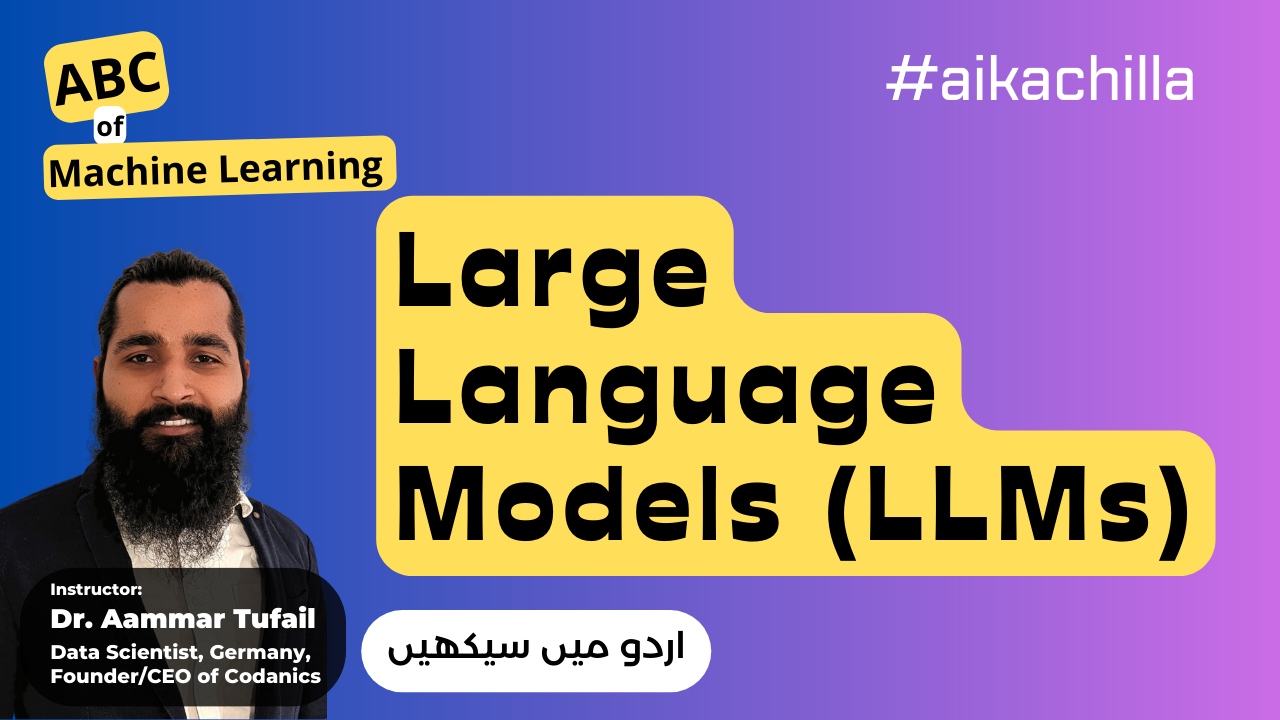 ABC
of
Machine Learning
#aikachilla
Large
Language
Models (LLMs)
Instructor:
Dr. Aammar Tufail
Data Scientist, Germany,
Founder/CEO of Codanics
اردو میں سیکھیں